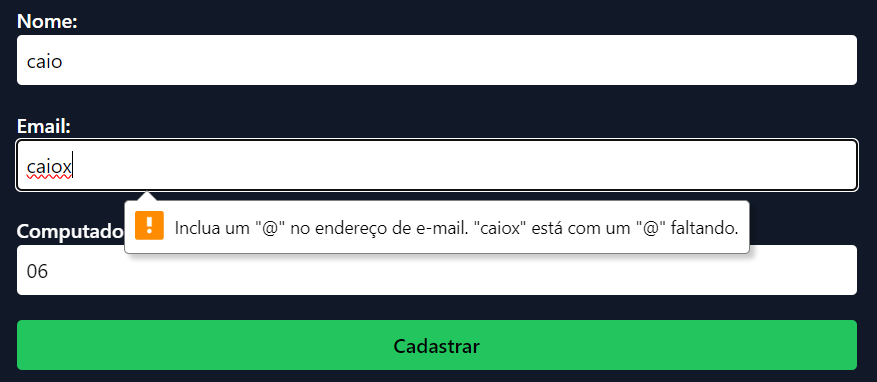 Nome:
caio
Email:
caiox
Inclua um "@" no endereço de e-mail. "caiox" está com um "@" faltando.
Computado
06
Cadastrar